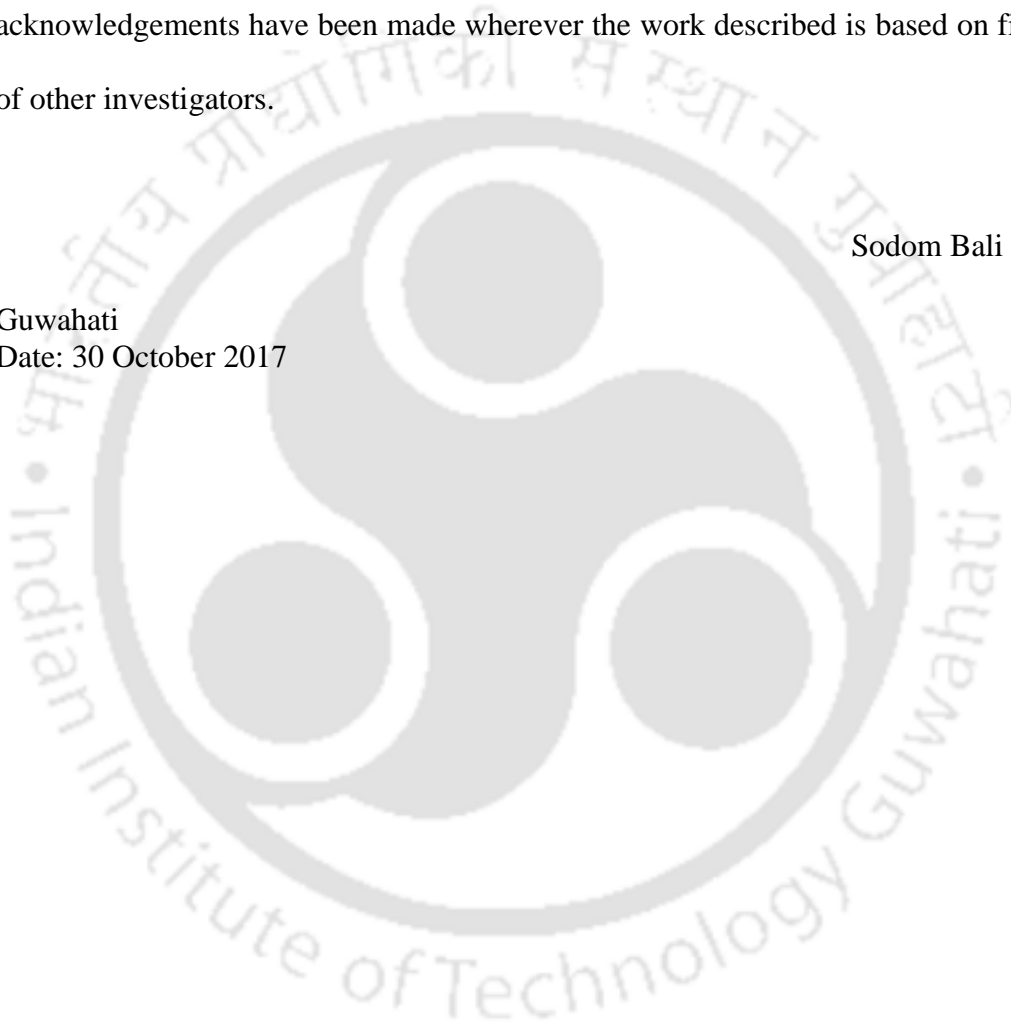 acknowledgements have been made wherever the work described is based on fi
of other investigators.
Sodom Bali
Guwahati
Date: 30 October 2017
भारतीय प्रौद्योगिकी संस्थान गुवाहाटी
Indian Institute of Technology Guwahati